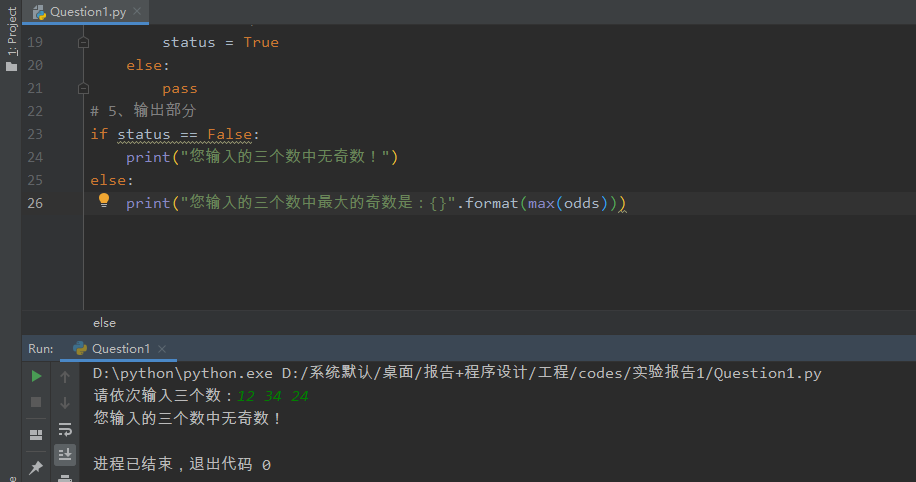 Question1.py
1: Project
19 status = True
20 else:
21 pass
22 # 5、输出部分
23 if status == False:
24 print("您输入的三个数中无奇数！")
25 else:
26 print("您输入的三个数中最大的奇数是：{}".format(max(odds)))
else
Run: Question1
D:\python\python.exe D:/系统默认/桌面/报告+程序设计/工程/codes/实验报告1/Question1.py
请依次输入三个数：12 34 24
您输入的三个数中无奇数！
进程已结束，退出代码 0